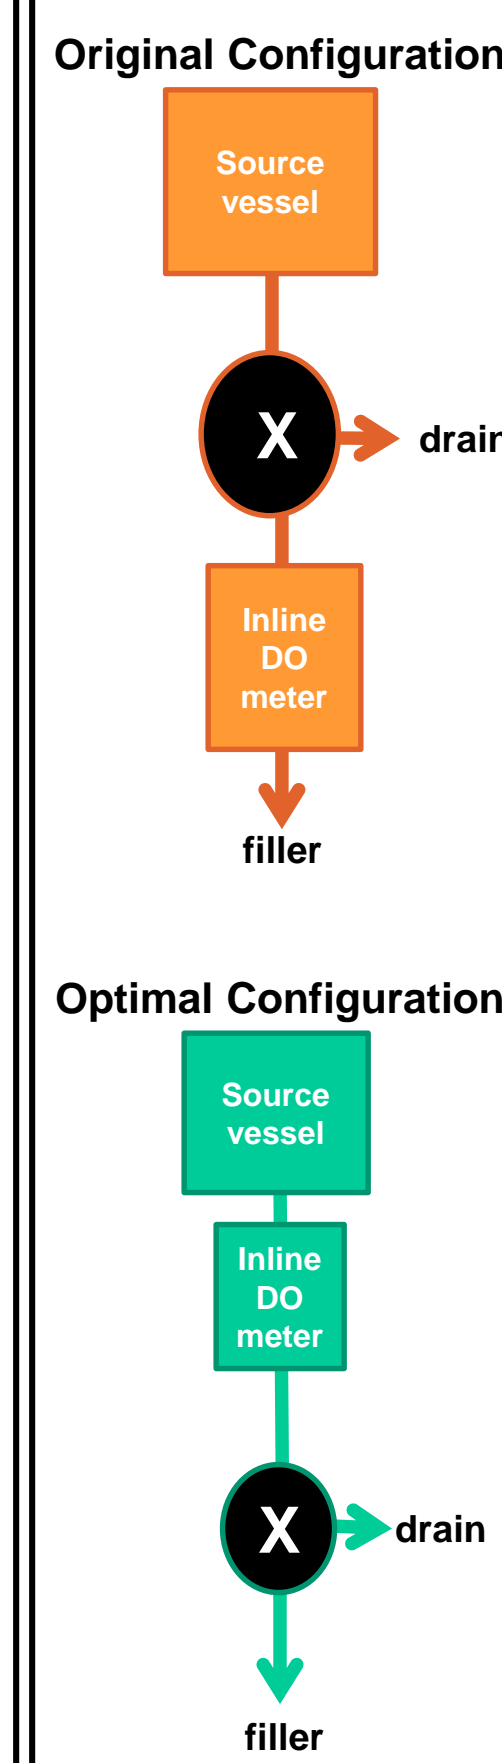 Original Configuration
Source
vessel
X
drain
Inline
DO
meter
filler
Optimal Configuration
Source
vessel
Inline
DO
meter
X
drain
filler